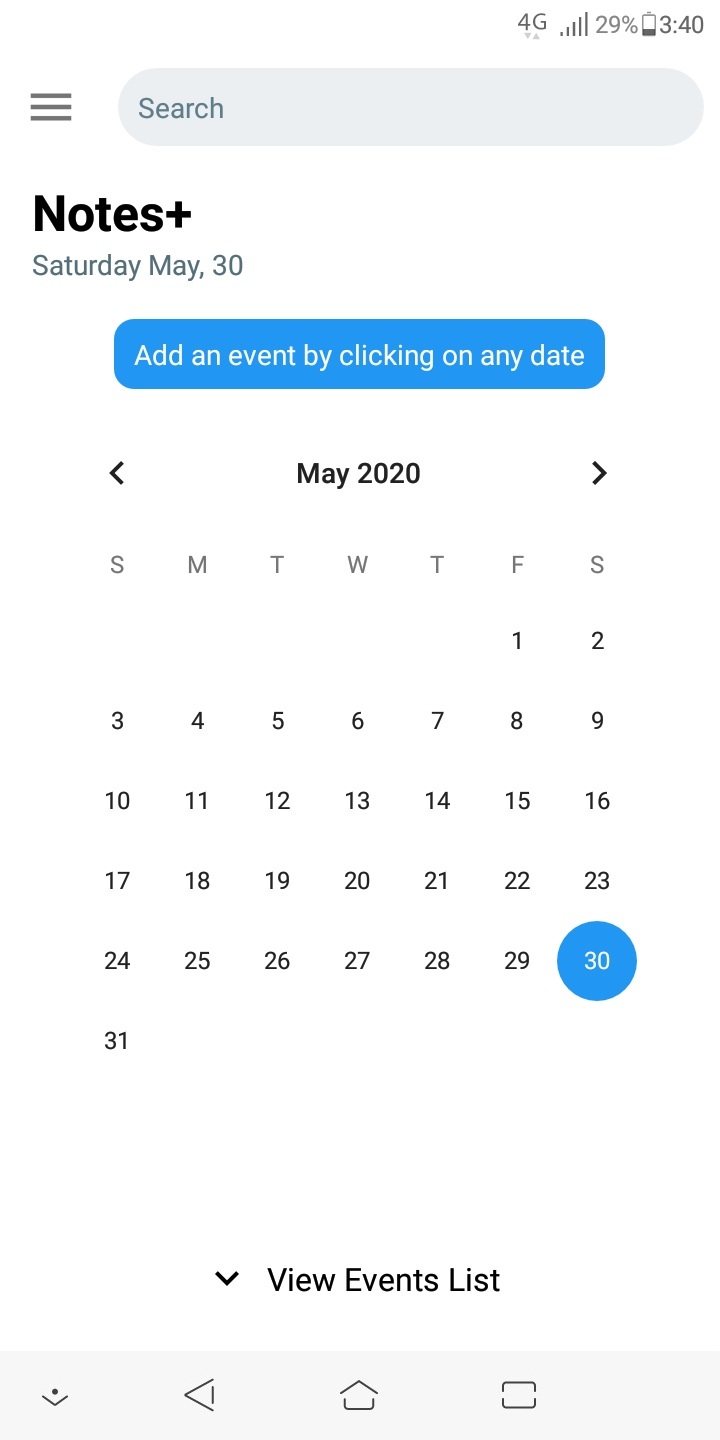 4G 29% 3:40
Search
Notes+
Saturday May, 30
Add an event by clicking on any date
May 2020
S M T W T F S
1 2
3 4 5 6 7 8 9
10 11 12 13 14 15 16
17 18 19 20 21 22 23
24 25 26 27 28 29 30
31
View Events List